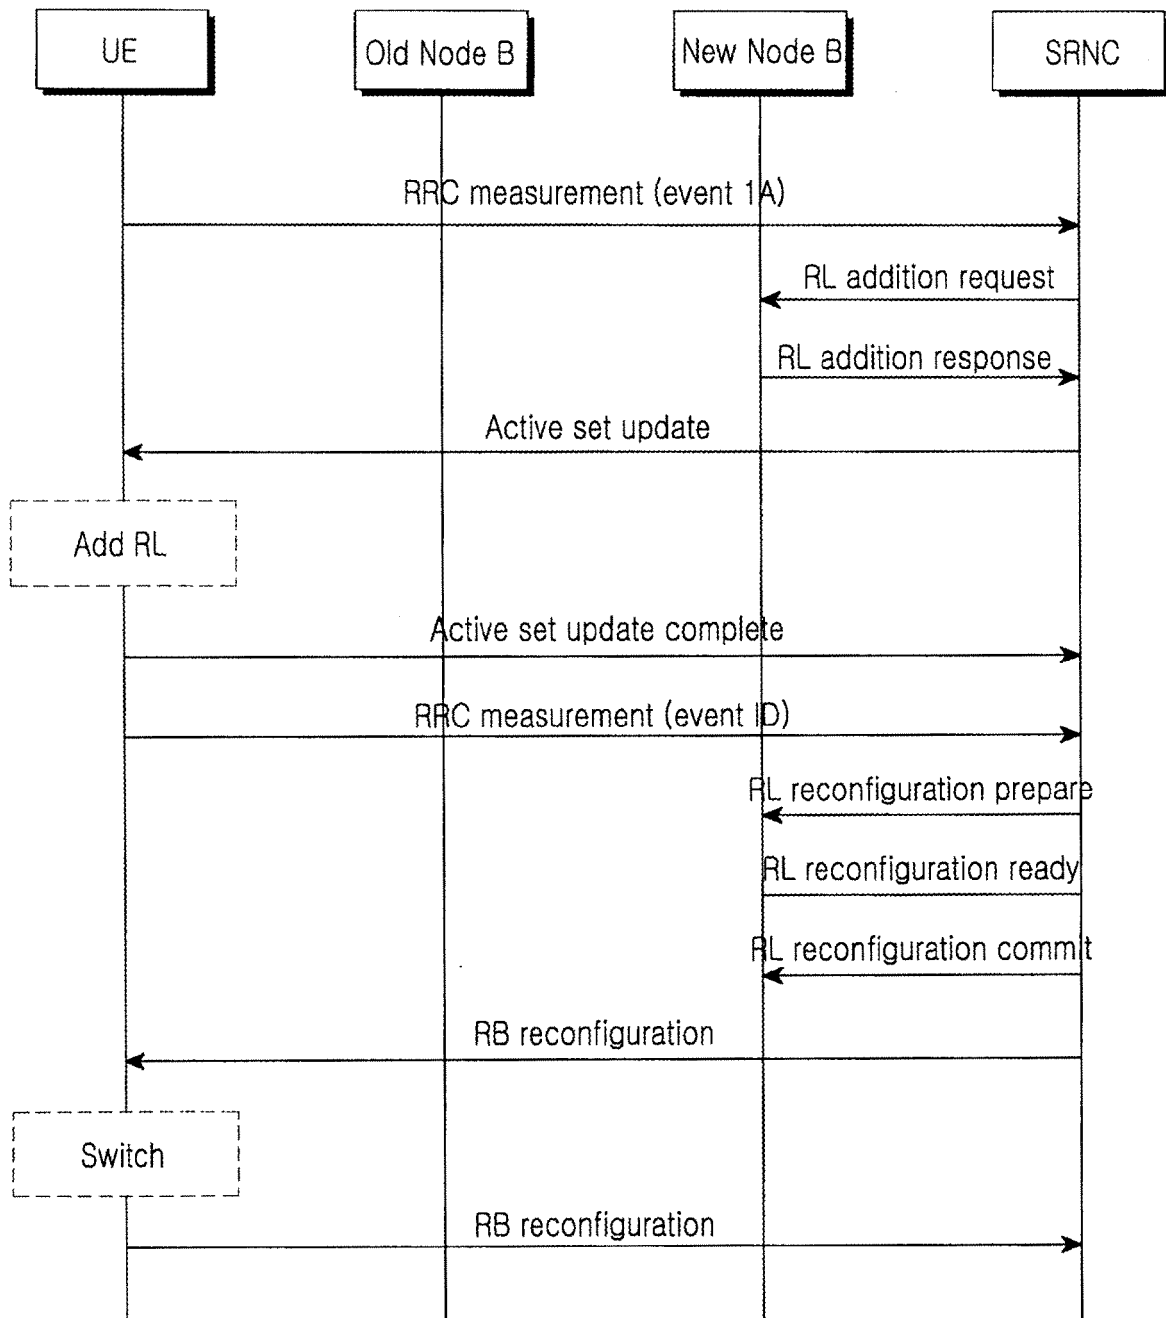 UE
Old Node B
New Node B
SRNC
RRC measurement (event 1A)
RL addition request
RL addition response
Active set update
Add RL
Active set update complete
RRC measurement (event ID)
RL reconfiguration prepare
RL reconfiguration ready
RL reconfiguration commit
RB reconfiguration
Switch
RB reconfiguration